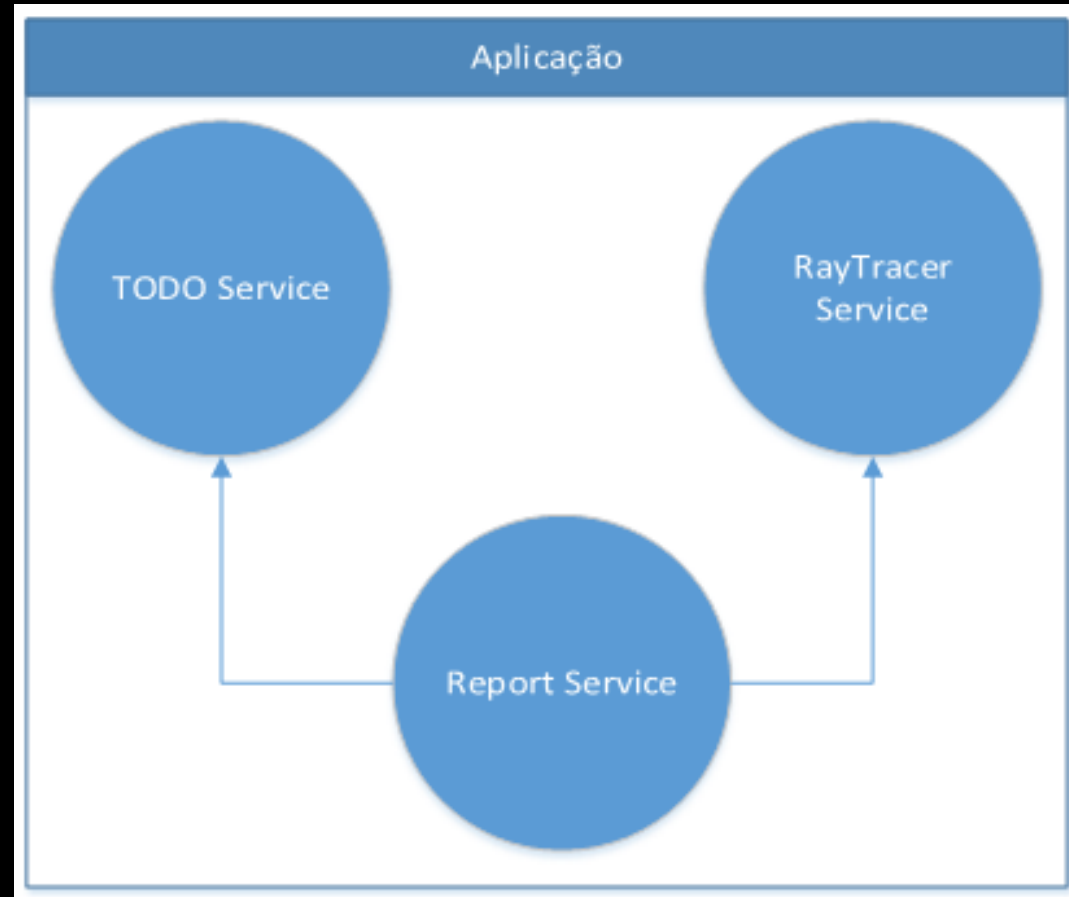 Aplicação
TODO Service
RayTracer
Service
Report Service